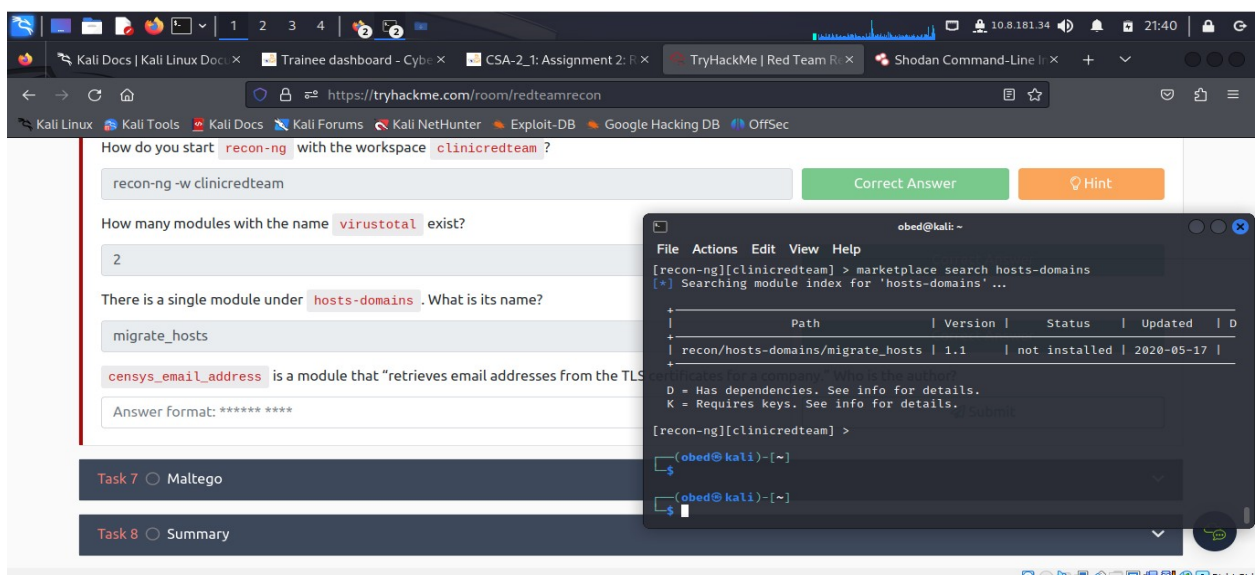 1 2 3 4 2 2 10.8.181.34 21:40
Kali Docs | Kali Linux Docu Trainee dashboard - Cybe CSA-2_1: Assignment 2: R TryHackMe | Red Team Re Shodan Command-Line In
https://tryhackme.com/room/redteamrecon
Kali Linux Kali Tools Kali Docs Kali Forums Kali NetHunter Exploit-DB Google Hacking DB OffSec
How do you start recon-ng with the workspace clinicredteam ?
recon-ng -w clinicredteam Correct Answer Hint
How many modules with the name virustotal exist?
2
There is a single module under hosts-domains . What is its name?
migrate_hosts
censys_email_address is a module that “retrieves email addresses from the TLS certificates for a company.” Who is the author?
Answer format: ****** **** Submit
Task 7 Maltego
Task 8 Summary
obed@kali: ~
File Actions Edit View Help
[recon-ng][clinicredteam] > marketplace search hosts-domains
[*] Searching module index for 'hosts-domains' ...
| Path | Version | Status | Updated | D
| recon/hosts-domains/migrate_hosts | 1.1 | not installed | 2020-05-17 |
D = Has dependencies. See info for details.
K = Requires keys. See info for details.
[recon-ng][clinicredteam] >
(obed㉿kali)-[~]
$
(obed㉿kali)-[~]
$